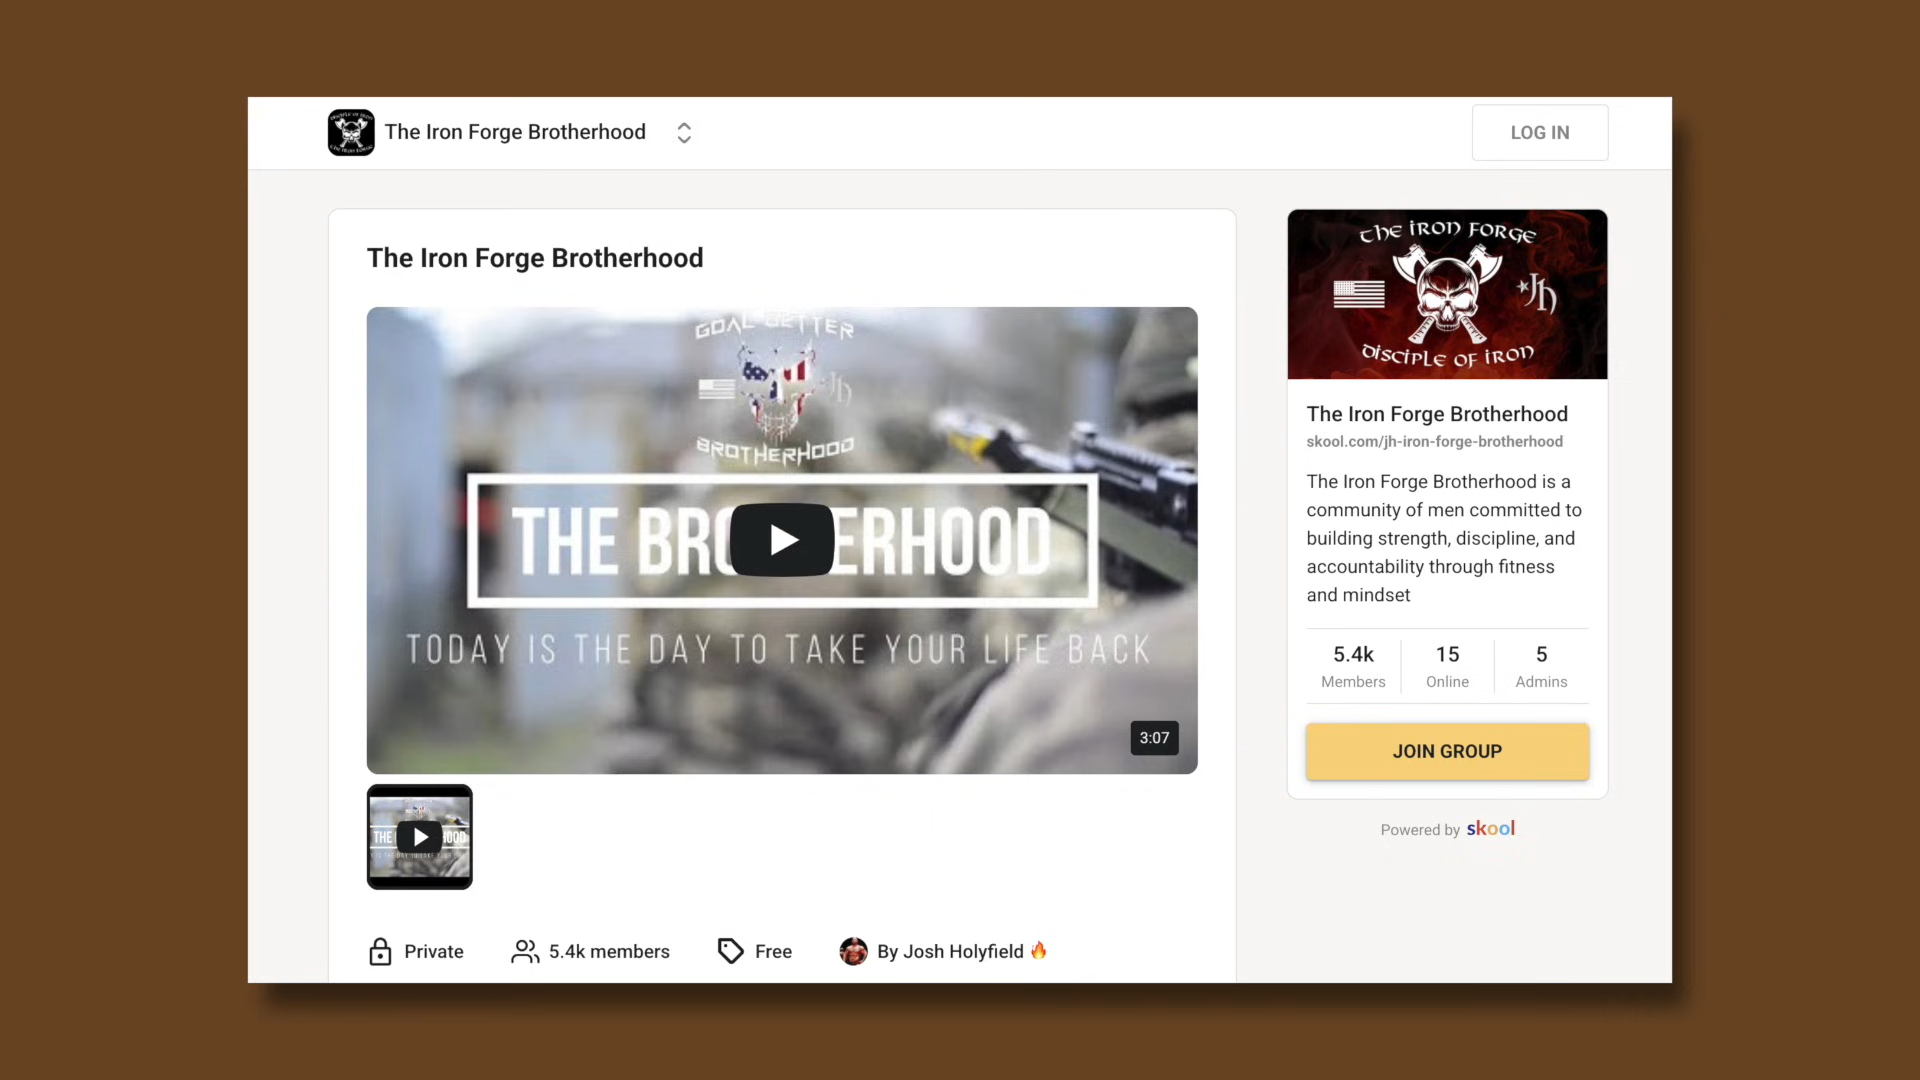 The Iron Forge Brotherhood
LOG IN
The Iron Forge Brotherhood
GOAL GETTER
Jh
BROTHERHOOD
THE BRO ERHOOD
TODAY IS THE DAY TO TAKE YOUR LIFE BACK
3:07
Private
5.4k members
Free
By Josh Holyfield 🔥
THE IRON FORGE
Jh
DISCIPLE OF IRON
The Iron Forge Brotherhood
skool.com/jh-iron-forge-brotherhood
The Iron Forge Brotherhood is a
community of men committed to
building strength, discipline, and
accountability through fitness
and mindset
5.4k
Members
15
Online
5
Admins
JOIN GROUP
Powered by skool